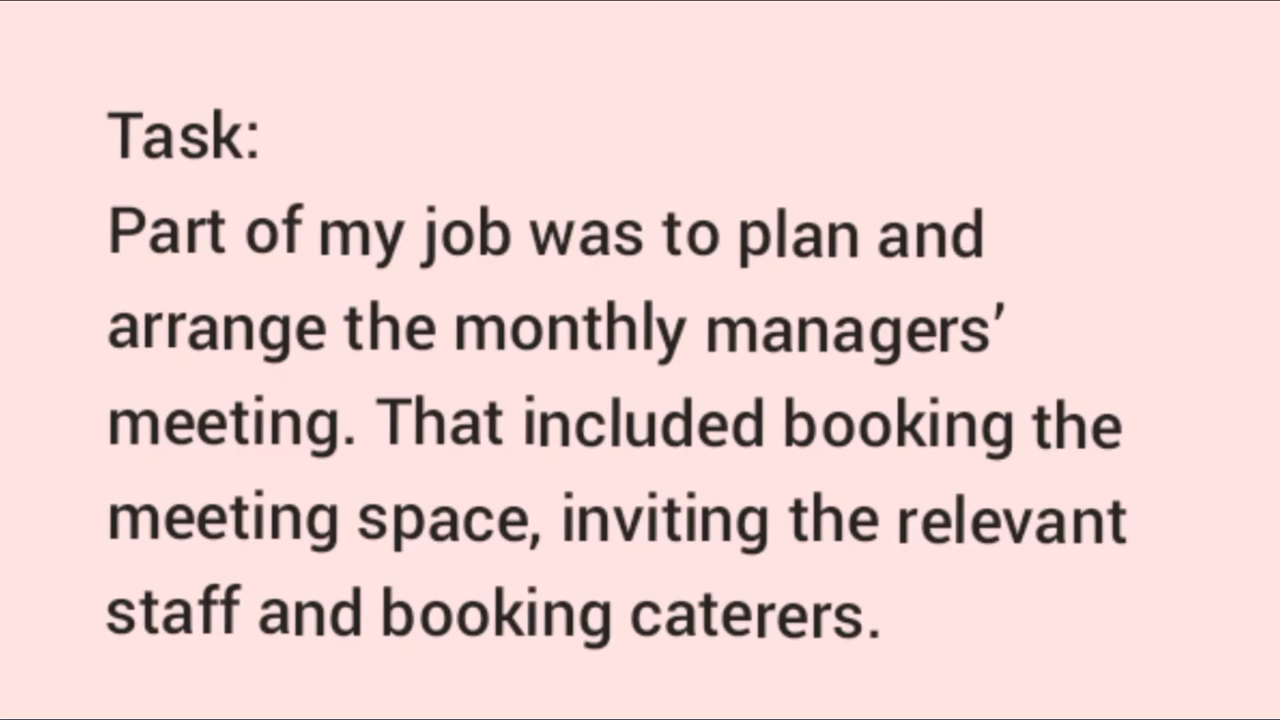 Task:
Part of my job was to plan and
arrange the monthly managers’
meeting. That included booking the
meeting space, inviting the relevant
staff and booking caterers.